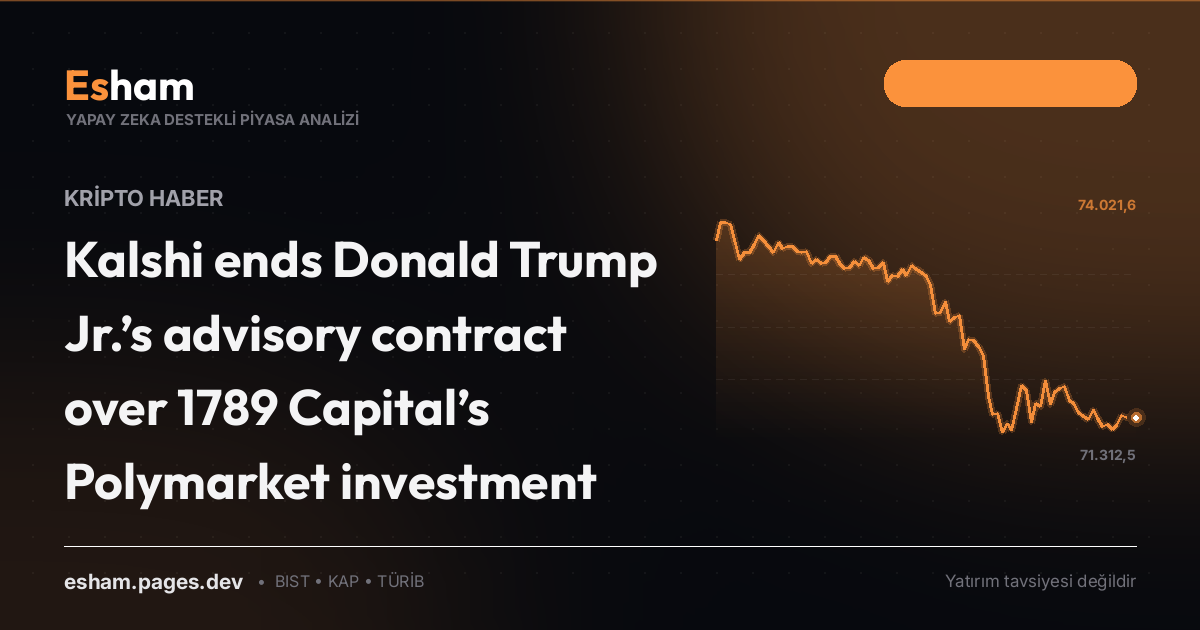 Esham
YAPAY ZEKA DESTEKLİ PİYASA ANALİZİ
KRİPTO HABER
Kalshi ends Donald Trump
Jr.’s advisory contract
over 1789 Capital’s
Polymarket investment
74.021,6
71.312,5
esham.pages.dev • BIST • KAP • TÜRİB
Yatırım tavsiyesi değildir